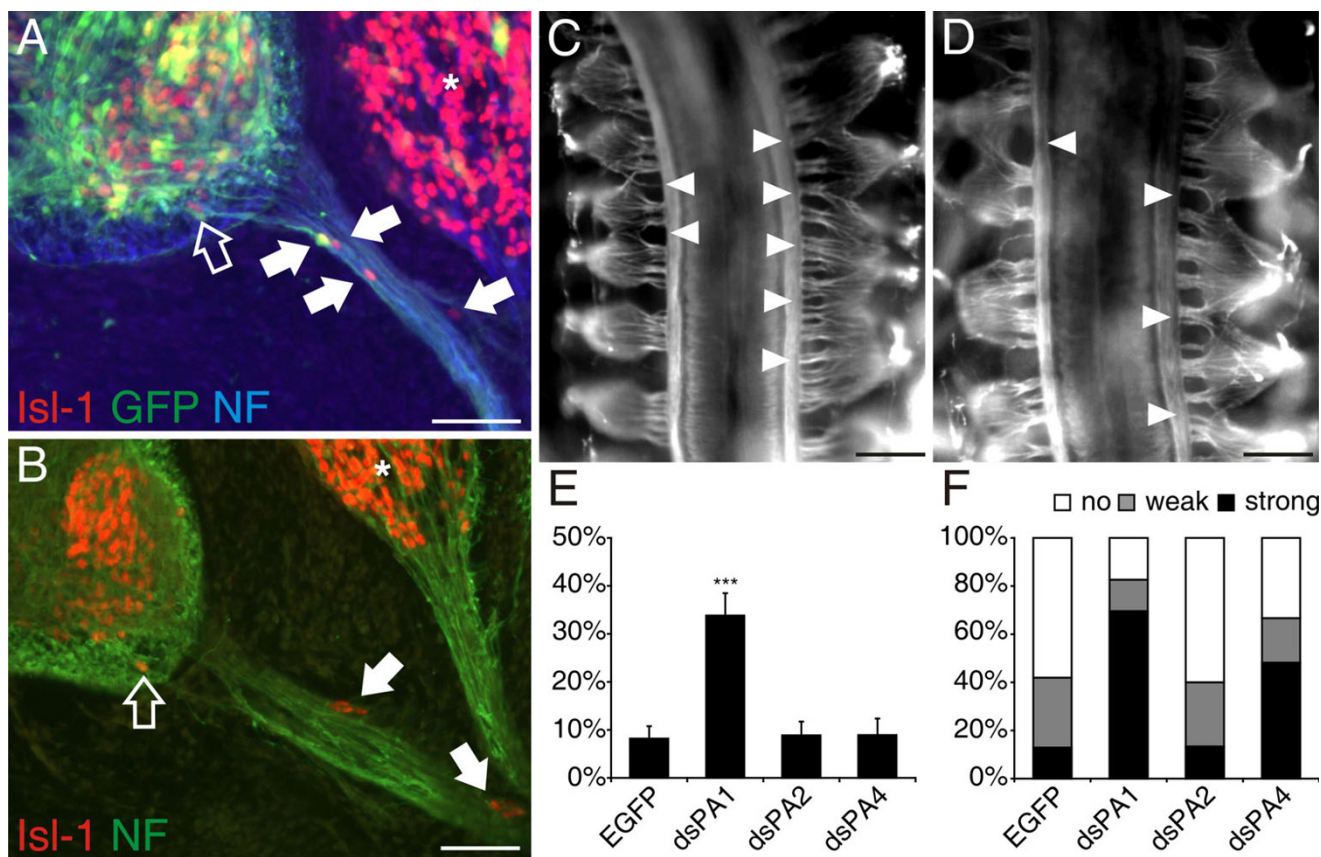 A
*
Isl-1 GFP NF
B
*
Isl-1 NF
C
D
E
50%
40%
30%
20%
10%
0%
***
EGFP
dsPA1
dsPA2
dsPA4
F
no weak strong
100%
80%
60%
40%
20%
0%
EGFP
dsPA1
dsPA2
dsPA4